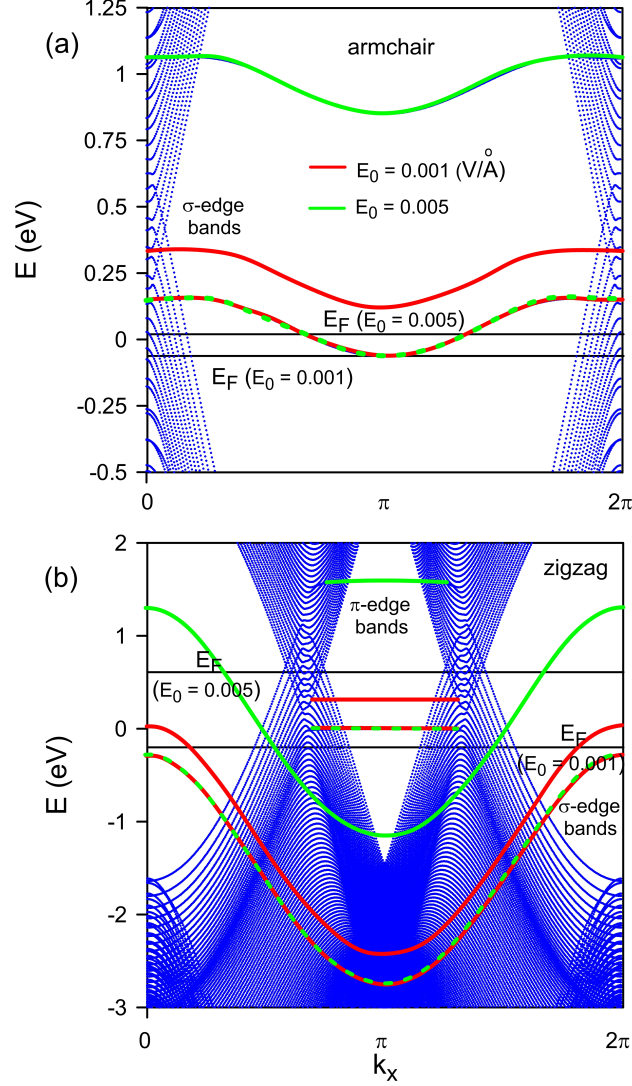 (a)
armchair
E (eV)
1.25
1
0.75
0.5
0.25
0
-0.25
-0.5
E₀ = 0.001 (V/Å)
E₀ = 0.005
σ-edge
bands
E_F (E₀ = 0.005)
E_F (E₀ = 0.001)
0
π
2π
(b)
zigzag
E (eV)
2
1
0
-1
-2
-3
π-edge
bands
E_F
(E₀ = 0.005)
E_F
(E₀ = 0.001)
σ-edge
bands
0
π
2π
kₓ